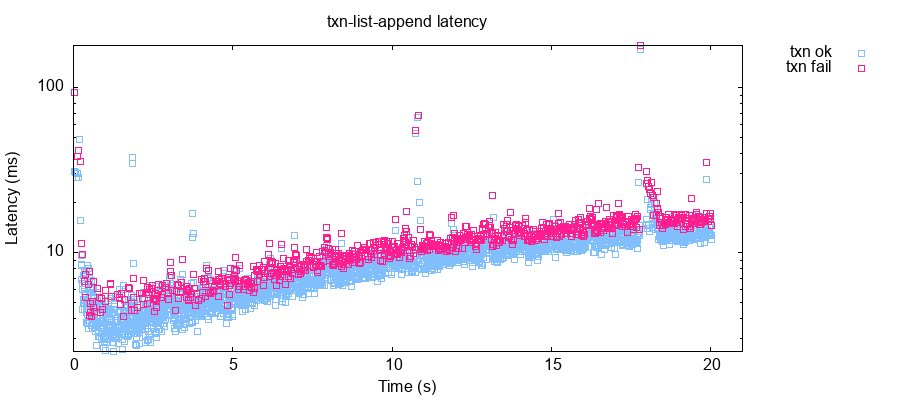 txn-list-append latency
txn ok
txn fail
100
10
Latency (ms)
0 5 10 15 20
Time (s)